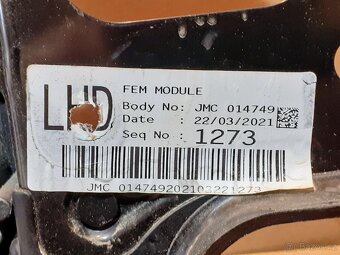 LHD
FEM MODULE
Body No: JMC 014749
Date : 22/03/2021
Seq No : 1273
JMC 014749202103221273